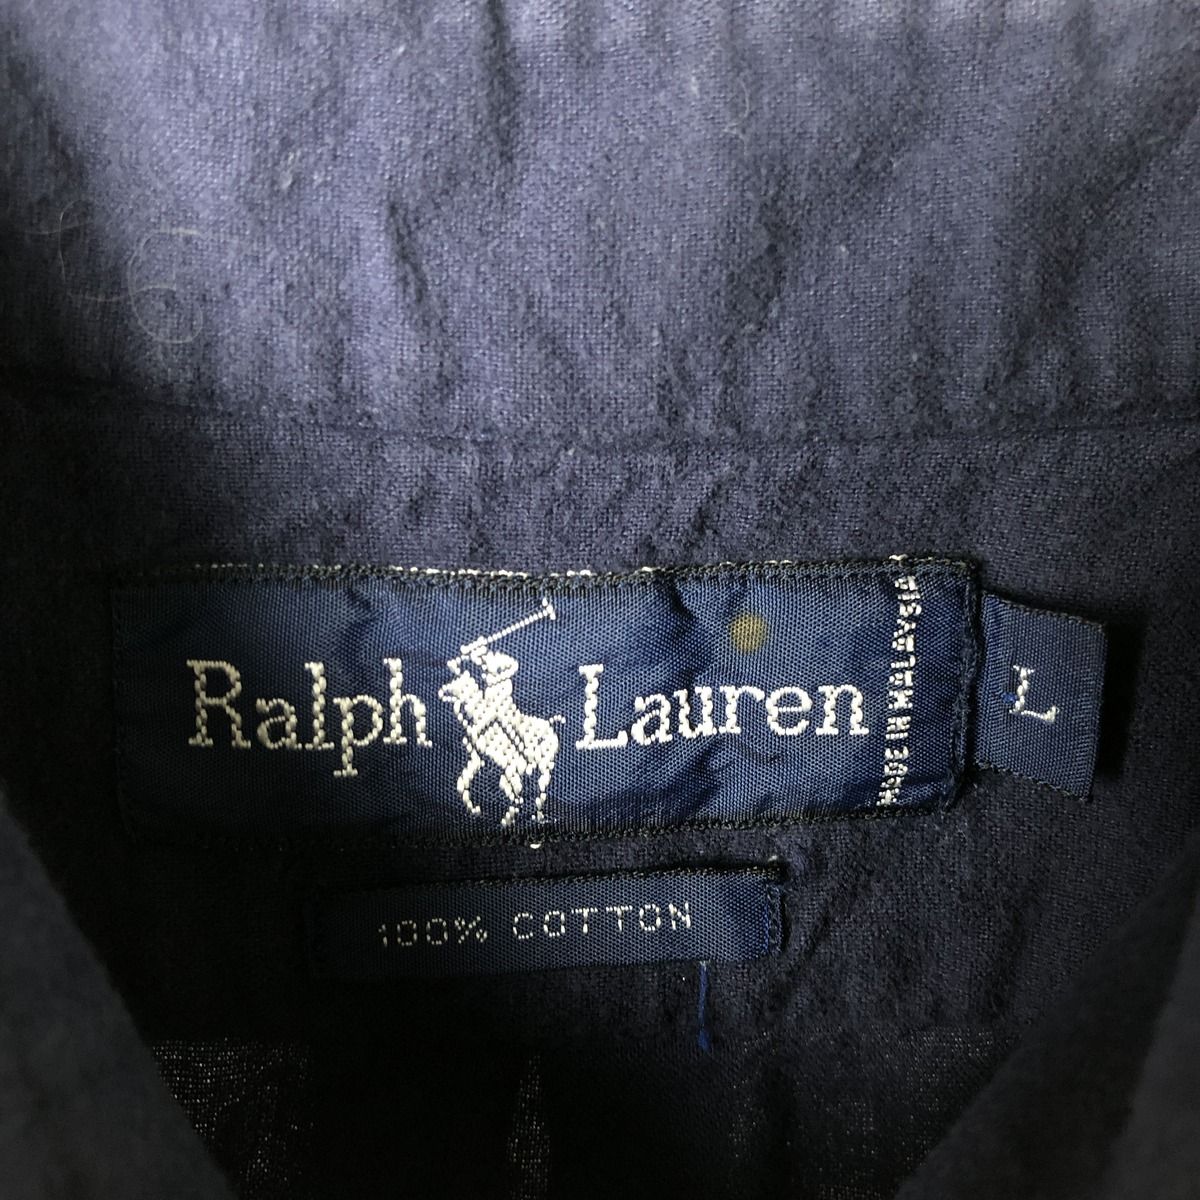 Ralph Lauren
MADE IN MALAYSIA
L
100% COTTON